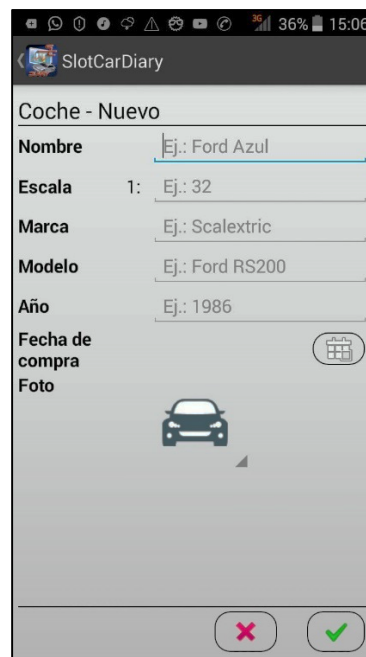 3G 36% 15:06
SlotCarDiary
Coche - Nuevo
Nombre Ej.: Ford Azul
Escala 1: Ej.: 32
Marca Ej.: Scalextric
Modelo Ej.: Ford RS200
Año Ej.: 1986
Fecha de
compra
Foto